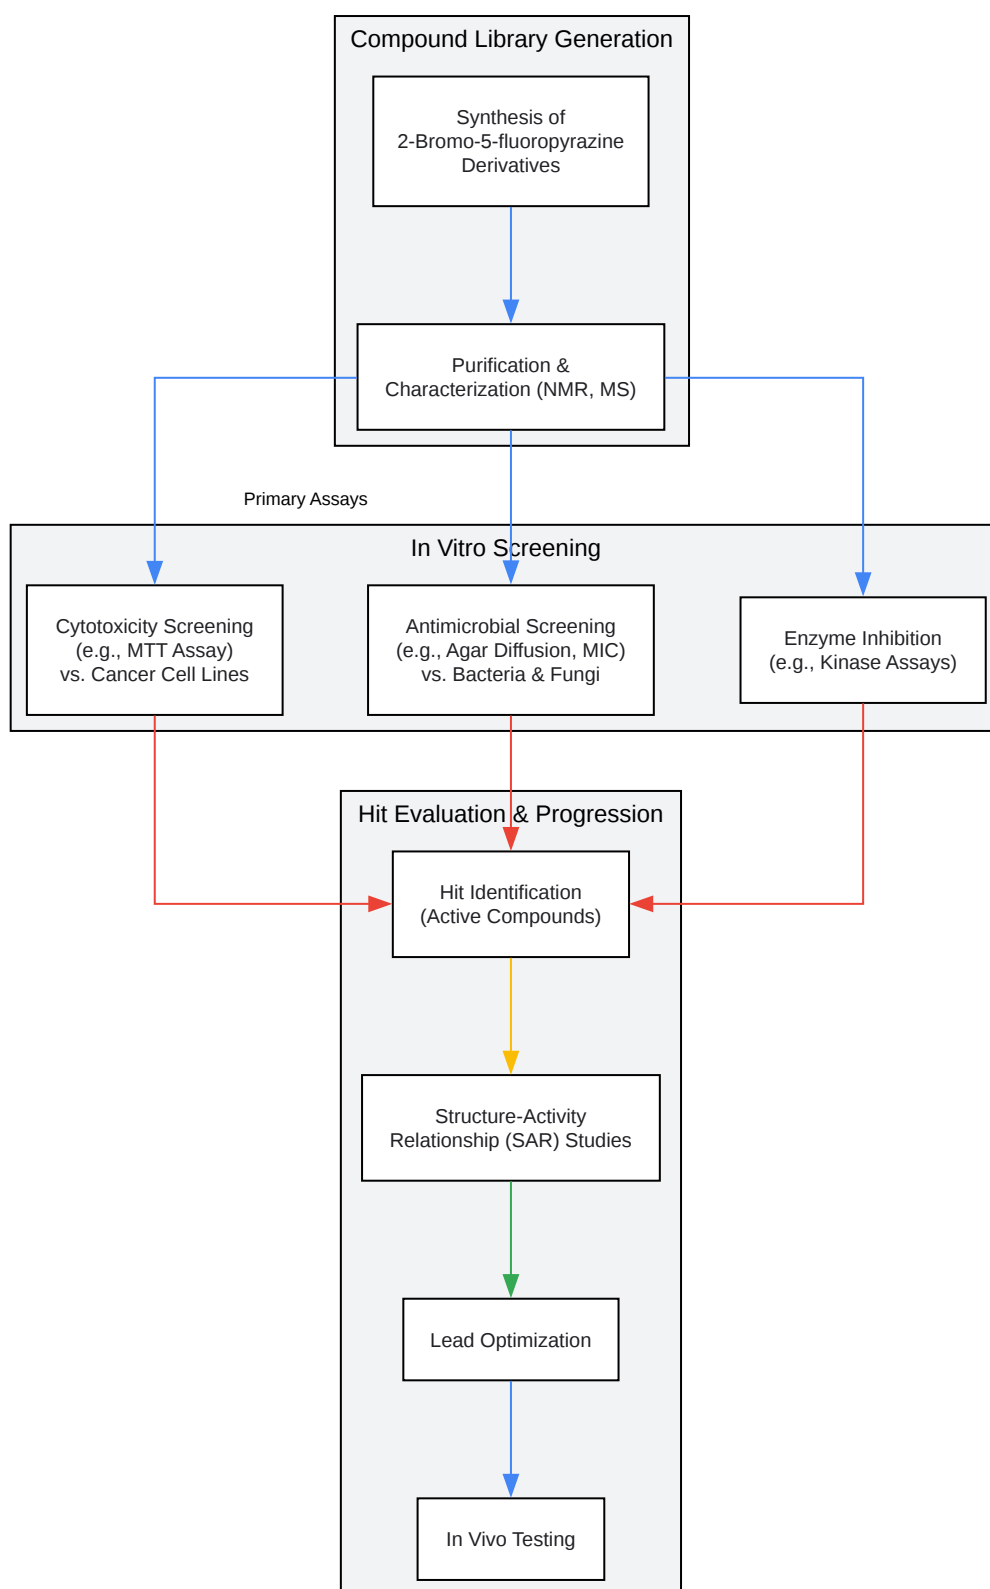 Compound Library Generation
Synthesis of
2-Bromo-5-fluoropyrazine
Derivatives
Purification &
Characterization (NMR, MS)
Primary Assays
In Vitro Screening
Cytotoxicity Screening
(e.g., MTT Assay)
vs. Cancer Cell Lines
Antimicrobial Screening
(e.g., Agar Diffusion, MIC)
vs. Bacteria & Fungi
Enzyme Inhibition
(e.g., Kinase Assays)
Hit Evaluation & Progression
Hit Identification
(Active Compounds)
Structure-Activity
Relationship (SAR) Studies
Lead Optimization
In Vivo Testing